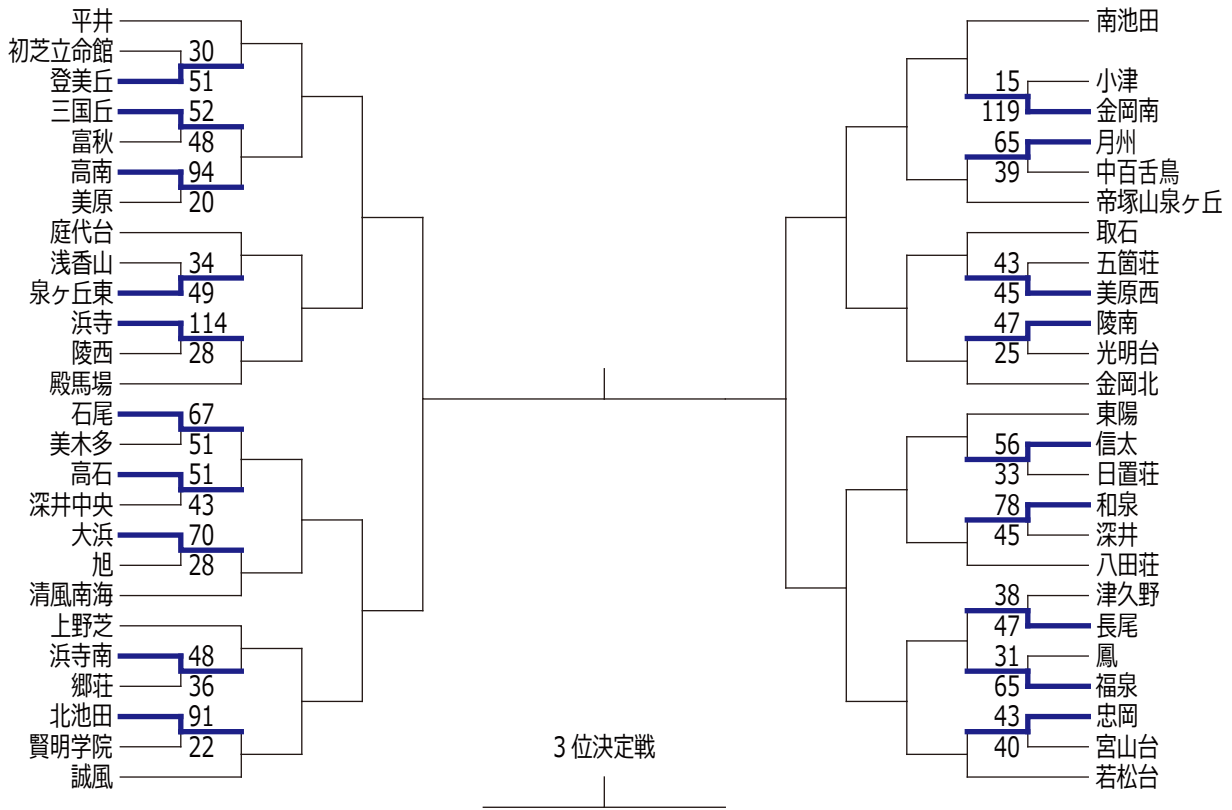 平井
初芝立命館 30
登美丘 51
三国丘 52
富秋 48
高南 94
美原 20
庭代台
浅香山 34
泉ヶ丘東 49
浜寺 114
陵西 28
殿馬場
石尾 67
美木多 51
高石 51
深井中央 43
大浜 70
旭 28
清風南海
上野芝
浜寺南 48
郷荘 36
北池田 91
賢明学院 22
誠風
3位決定戦
南池田
15 小津
119 金岡南
65 月州
39 中百舌鳥
帝塚山泉ヶ丘
取石
43 五箇荘
45 美原西
47 陵南
25 光明台
金岡北
東陽
56 信太
33 日置荘
78 和泉
45 深井
八田荘
38 津久野
47 長尾
31 鳳
65 福泉
43 忠岡
40 宮山台
若松台